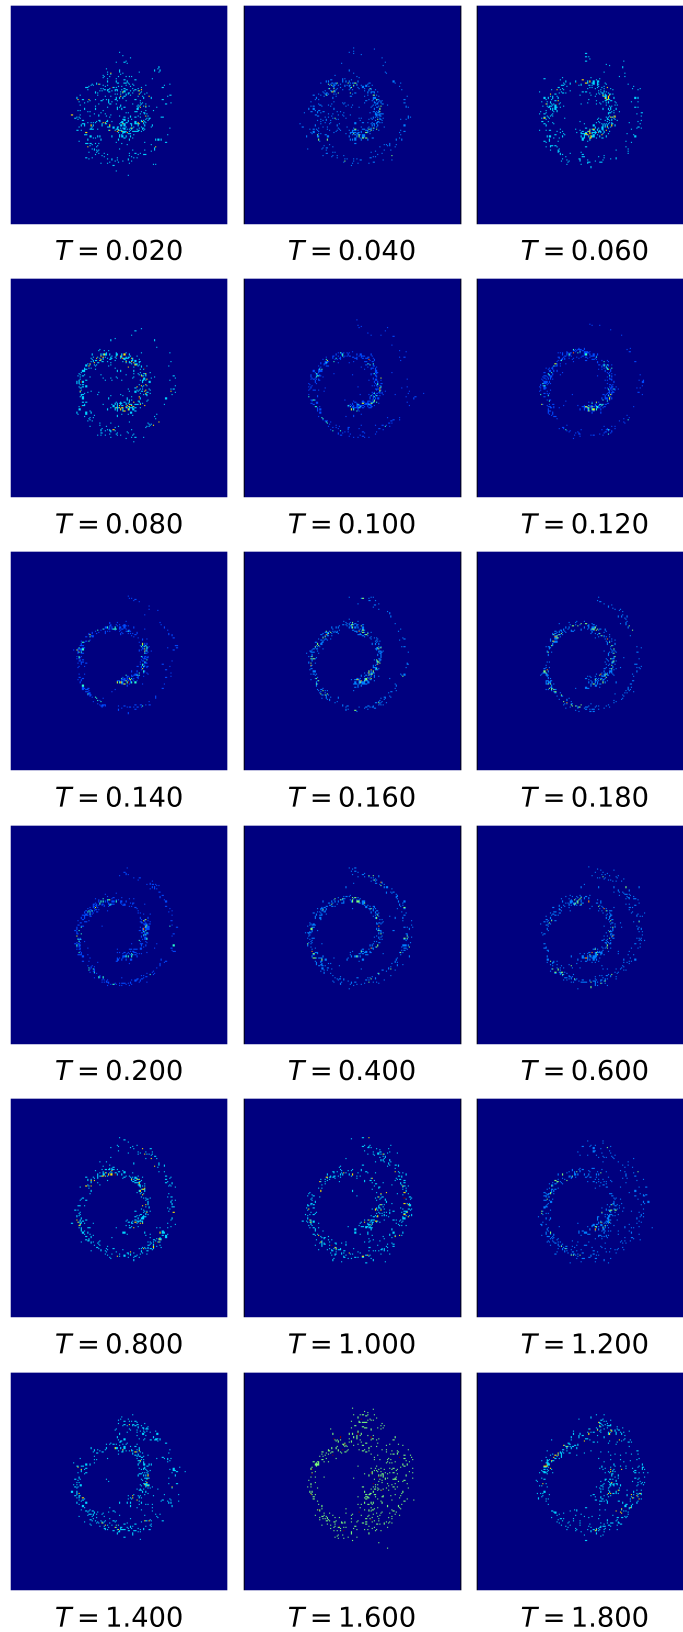 T = 0.020 T = 0.040 T = 0.060
T = 0.080 T = 0.100 T = 0.120
T = 0.140 T = 0.160 T = 0.180
T = 0.200 T = 0.400 T = 0.600
T = 0.800 T = 1.000 T = 1.200
T = 1.400 T = 1.600 T = 1.800